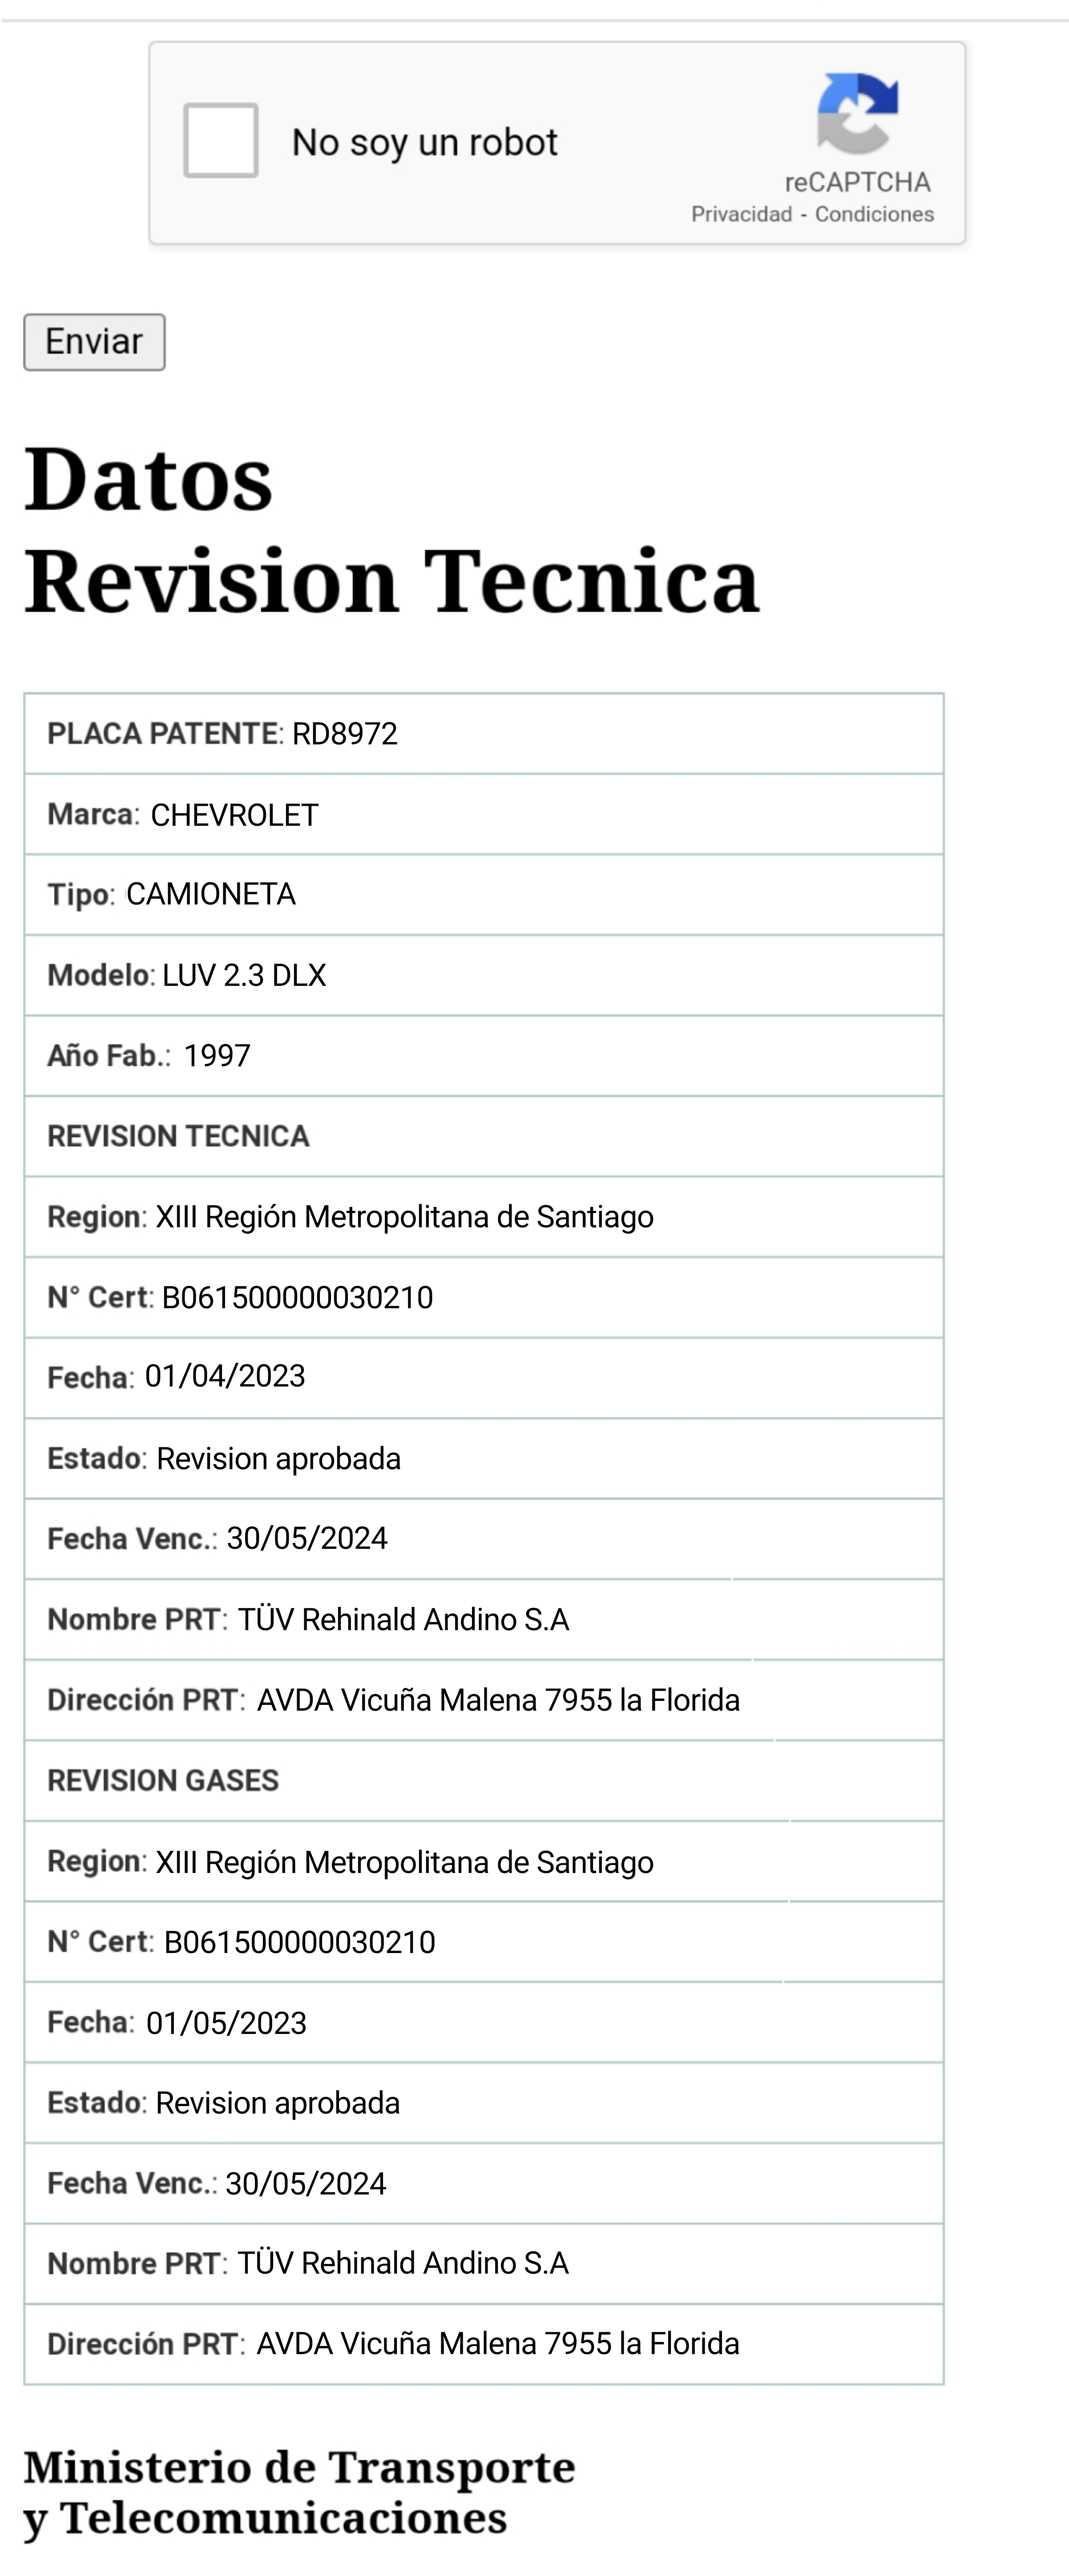 No soy un robot
reCAPTCHA
Privacidad - Condiciones
Enviar
Datos
Revision Tecnica
PLACA PATENTE: RD8972
Marca: CHEVROLET
Tipo: CAMIONETA
Modelo: LUV 2.3 DLX
Año Fab.: 1997
REVISION TECNICA
Region: XIII Región Metropolitana de Santiago
N° Cert: B061500000030210
Fecha: 01/04/2023
Estado: Revision aprobada
Fecha Venc.: 30/05/2024
Nombre PRT: TÜV Rehinald Andino S.A
Dirección PRT: AVDA Vicuña Malena 7955 la Florida
REVISION GASES
Region: XIII Región Metropolitana de Santiago
N° Cert: B061500000030210
Fecha: 01/05/2023
Estado: Revision aprobada
Fecha Venc.: 30/05/2024
Nombre PRT: TÜV Rehinald Andino S.A
Dirección PRT: AVDA Vicuña Malena 7955 la Florida
Ministerio de Transporte
y Telecomunicaciones